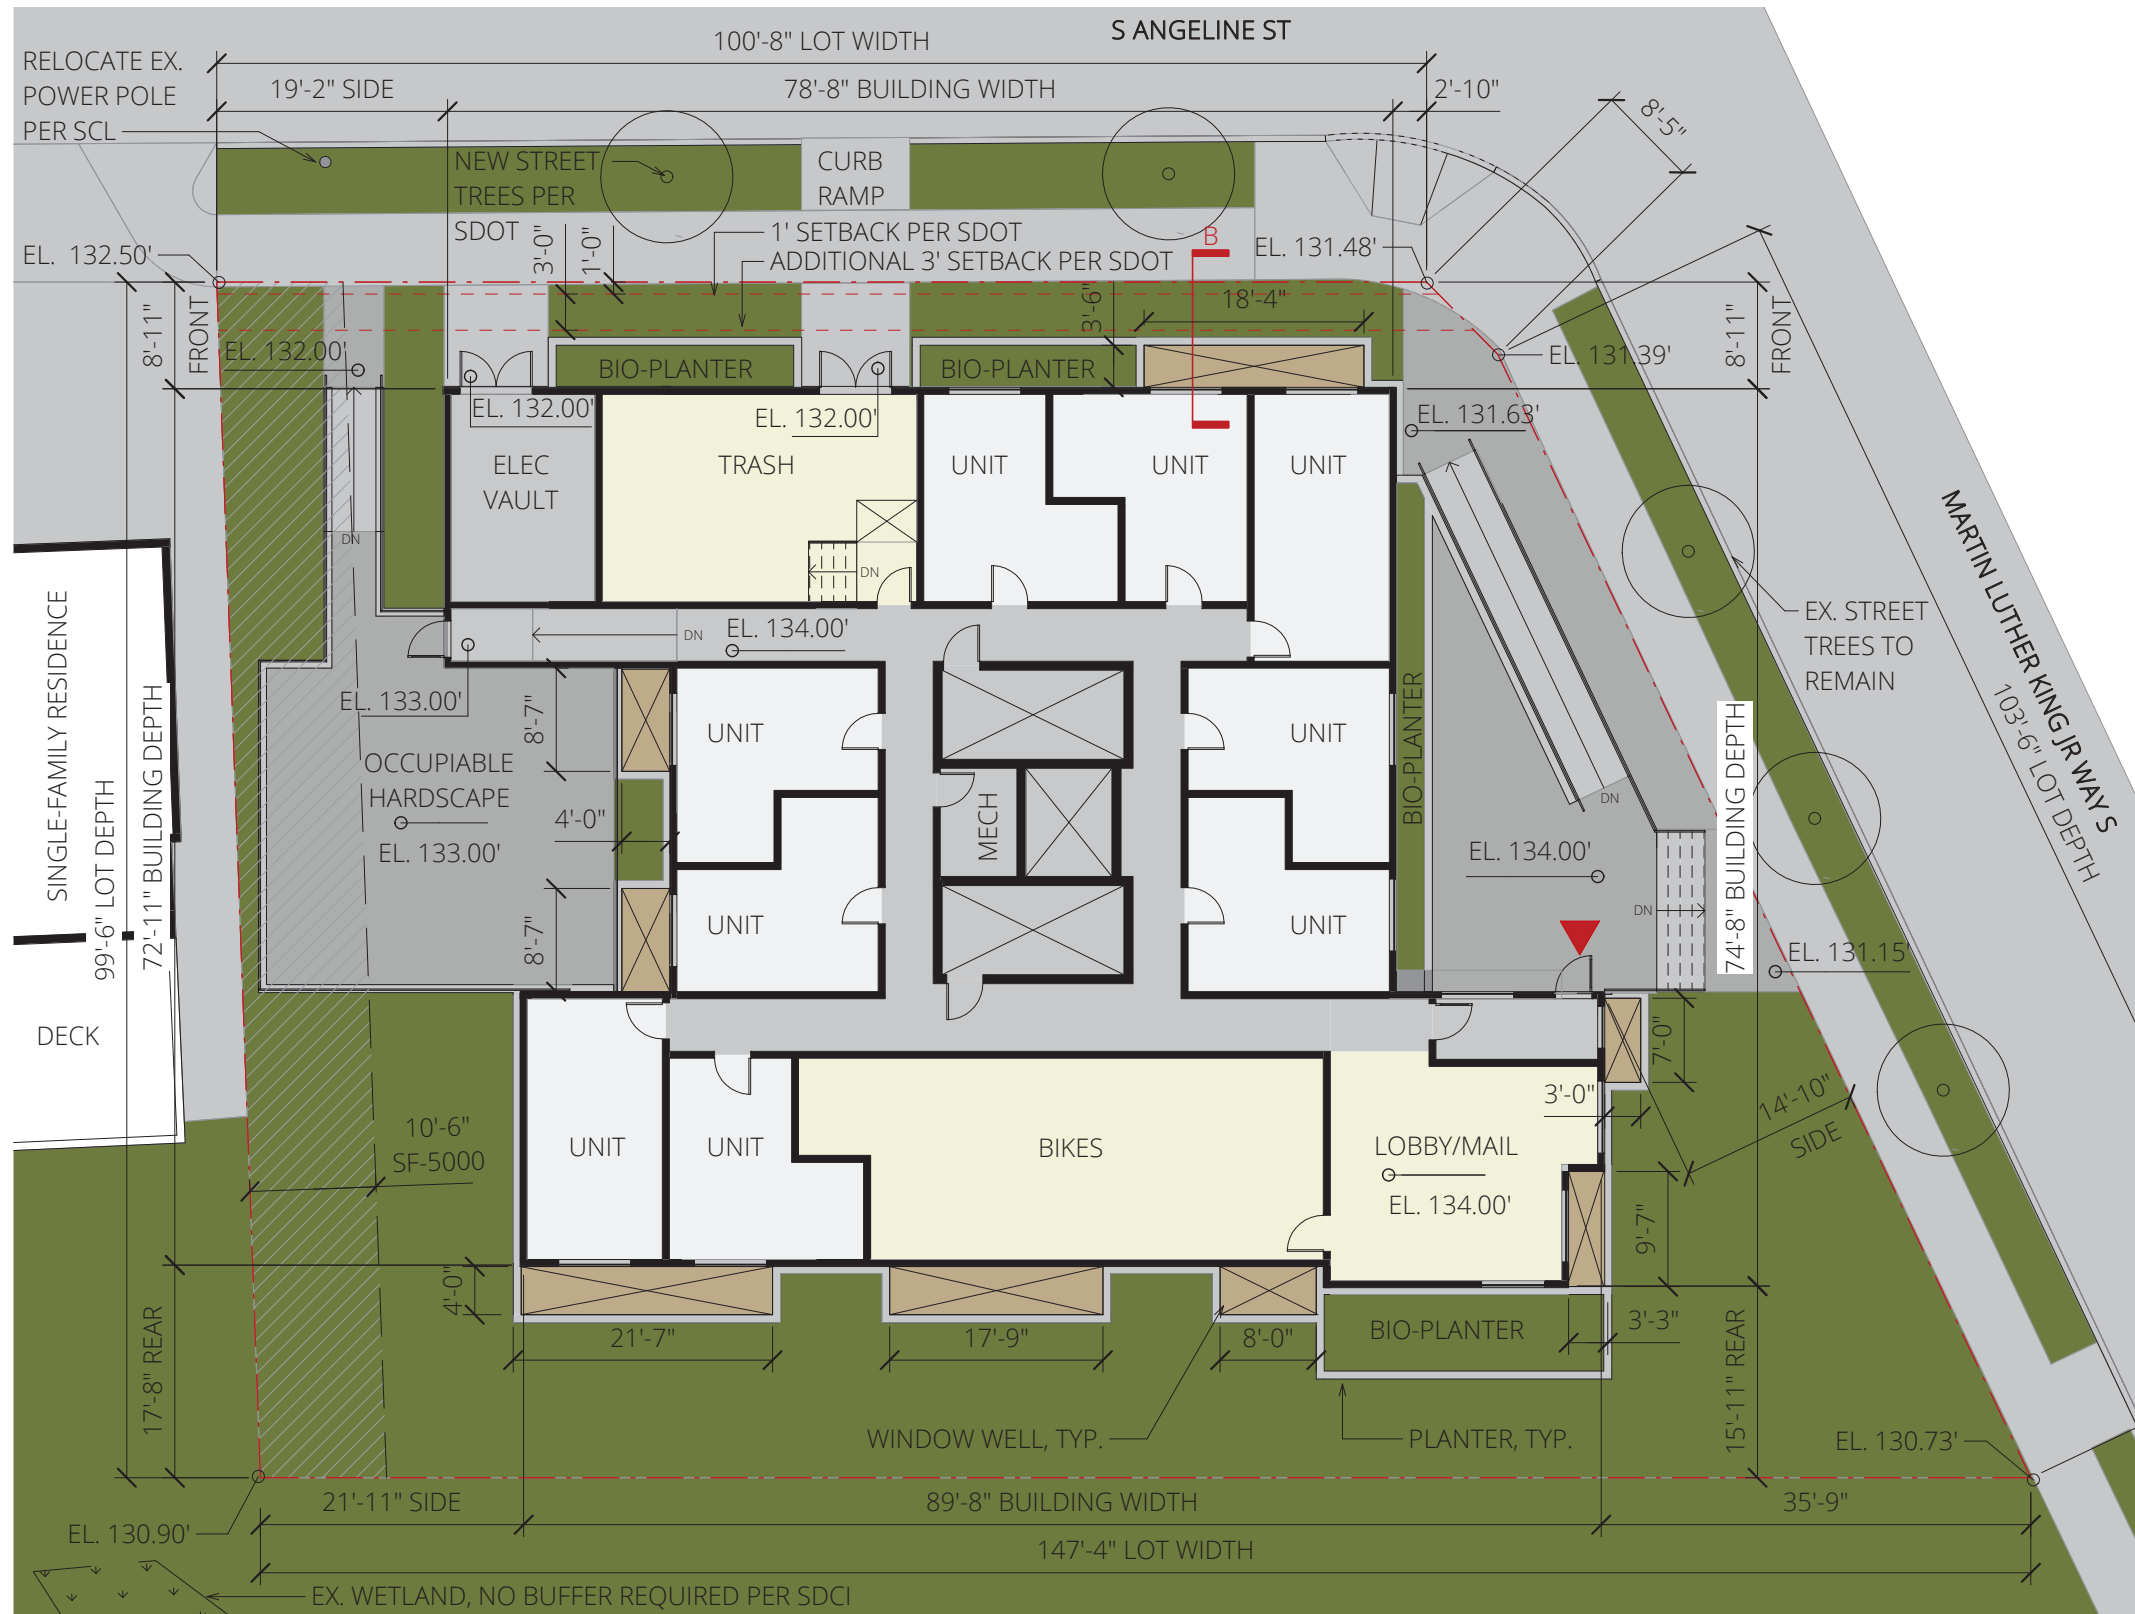 S ANGELINE ST
100'-8" LOT WIDTH
RELOCATE EX.
POWER POLE
PER SCL
19'-2" SIDE
78'-8" BUILDING WIDTH
2'-10"
8'-5"
NEW STREET
TREES PER
SDOT
CURB
RAMP
3'-0"
1'-0"
1' SETBACK PER SDOT
ADDITIONAL 3' SETBACK PER SDOT
B
EL. 132.50'
EL. 131.48'
8'-11"
FRONT
3'-6"
18'-4"
8'-11"
FRONT
EL. 132.00'
BIO-PLANTER
BIO-PLANTER
EL. 131.39'
EL. 132.00'
EL. 132.00'
EL. 131.63'
ELEC
VAULT
TRASH
UNIT
UNIT
UNIT
DN
DN
MARTIN LUTHER KING JR WAY S
103'-6" LOT DEPTH
SINGLE-FAMILY RESIDENCE
99'-6" LOT DEPTH
72'-11" BUILDING DEPTH
DN
EL. 134.00'
EX. STREET
TREES TO
REMAIN
EL. 133.00'
8'-7"
UNIT
UNIT
BIO-PLANTER
74'-8" BUILDING DEPTH
OCCUPIABLE
HARDSCAPE
EL. 133.00'
4'-0"
MECH
DN
EL. 134.00'
8'-7"
UNIT
UNIT
DN
EL. 131.15'
DECK
7'-0"
3'-0"
14'-10"
SIDE
10'-6"
SF-5000
UNIT
UNIT
BIKES
LOBBY/MAIL
EL. 134.00'
9'-7"
4'-0"
17'-8" REAR
21'-7"
17'-9"
8'-0"
BIO-PLANTER
3'-3"
15'-11" REAR
WINDOW WELL, TYP.
PLANTER, TYP.
EL. 130.73'
21'-11" SIDE
89'-8" BUILDING WIDTH
35'-9"
EL. 130.90'
147'-4" LOT WIDTH
EX. WETLAND, NO BUFFER REQUIRED PER SDCI